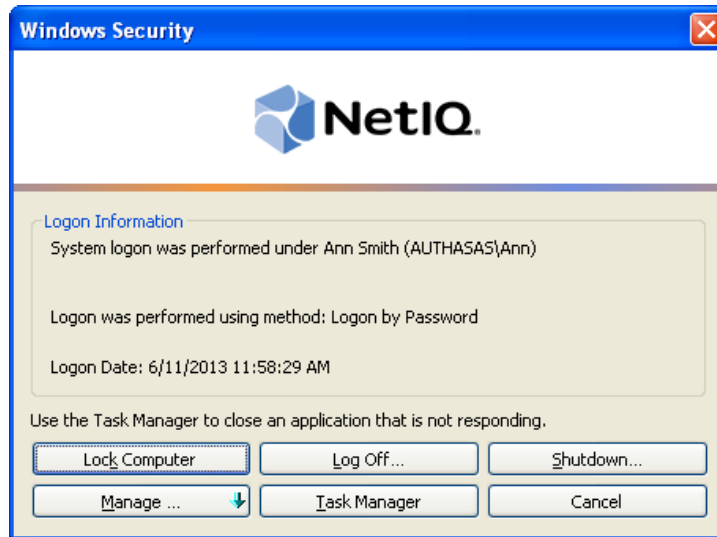 Windows Security
NetIQ.
Logon Information
System logon was performed under Ann Smith (AUTHASAS\Ann)
Logon was performed using method: Logon by Password
Logon Date: 6/11/2013 11:58:29 AM
Use the Task Manager to close an application that is not responding.
Lock Computer
Log Off...
Shutdown...
Manage ...
Task Manager
Cancel